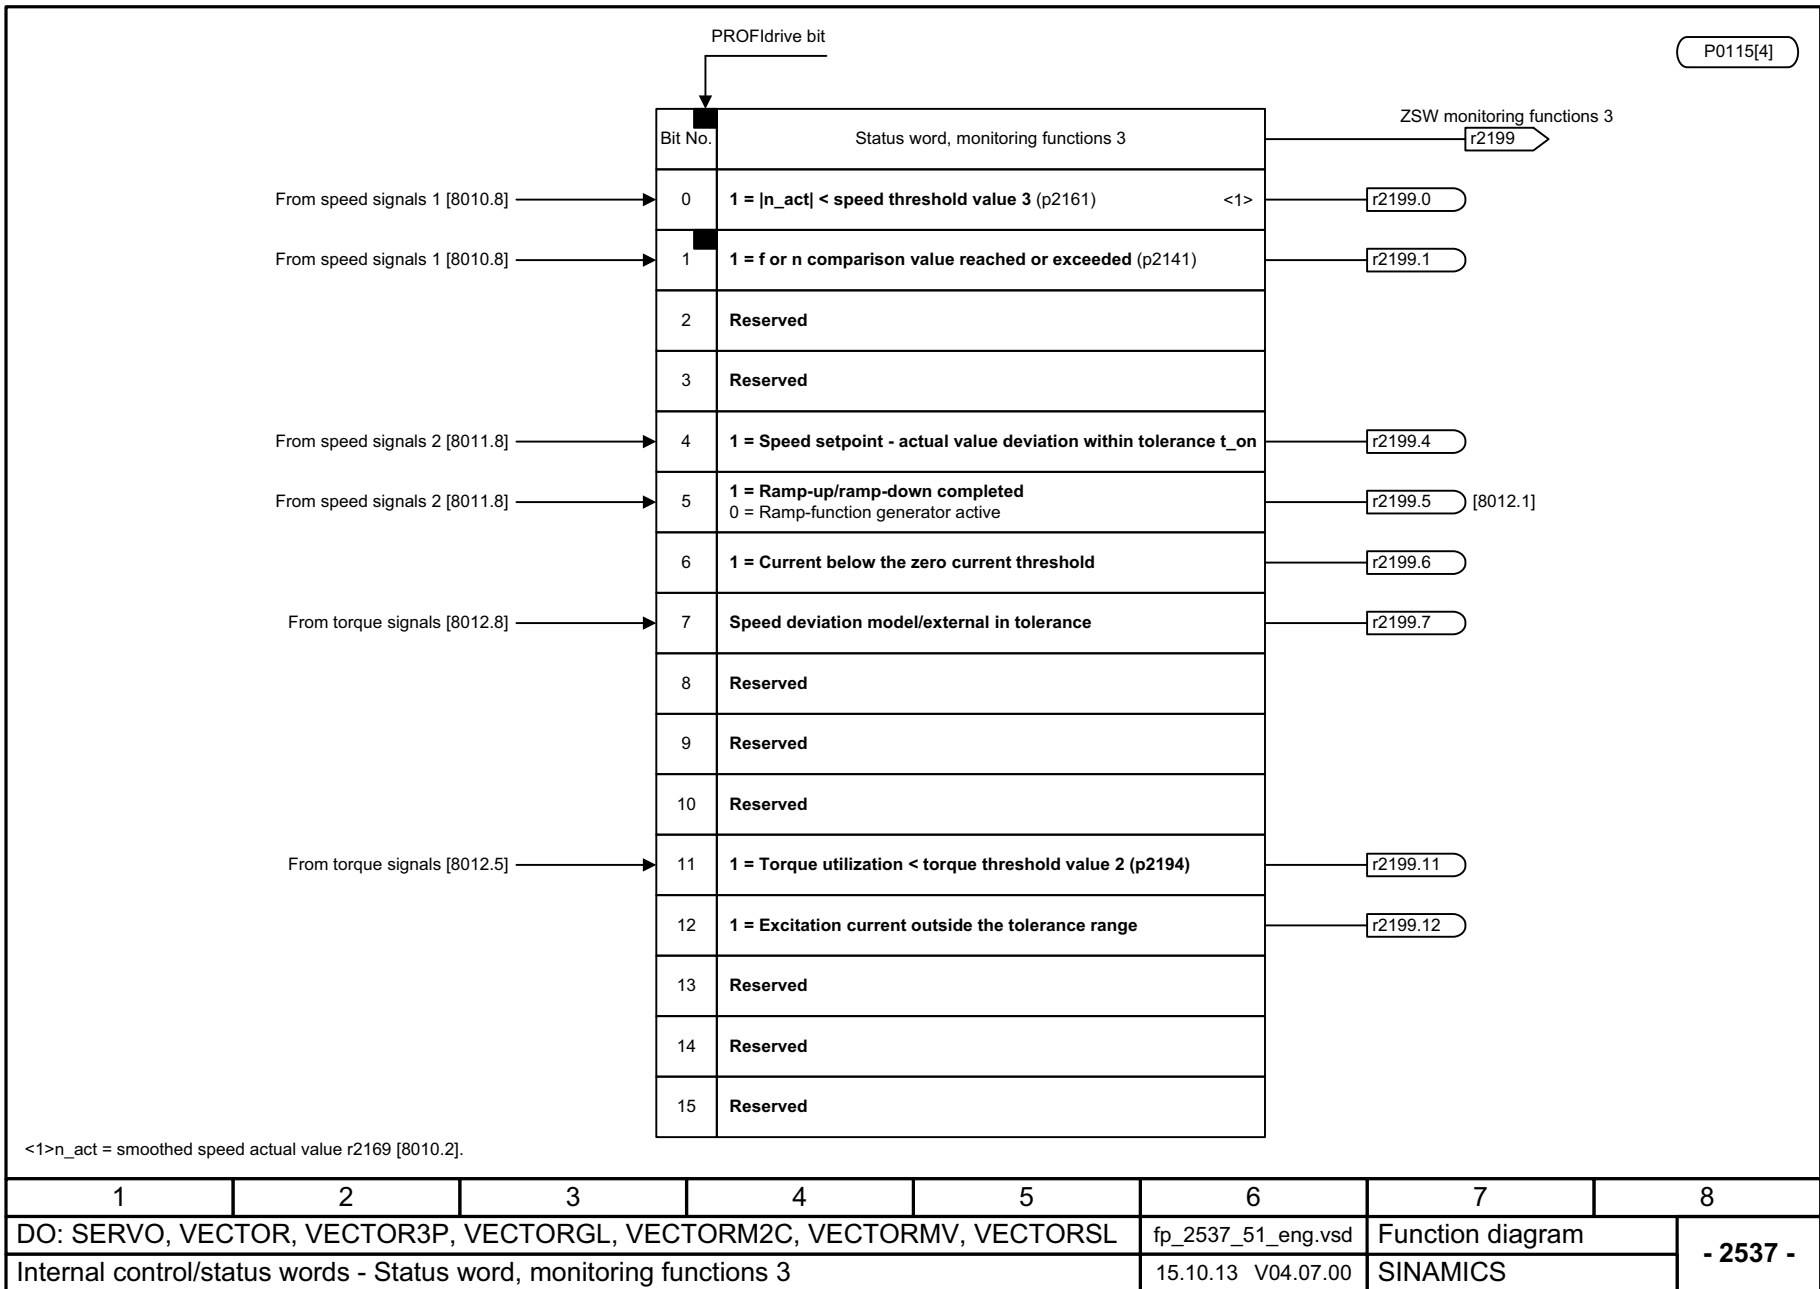 PROFIdrive bit
P0115[4]
ZSW monitoring functions 3
Bit No. Status word, monitoring functions 3 r2199
From speed signals 1 [8010.8] 0 1 = |n_act| < speed threshold value 3 (p2161) <1> r2199.0
From speed signals 1 [8010.8] 1 1 = f or n comparison value reached or exceeded (p2141) r2199.1
2 Reserved
3 Reserved
From speed signals 2 [8011.8] 4 1 = Speed setpoint - actual value deviation within tolerance t_on r2199.4
From speed signals 2 [8011.8] 5 1 = Ramp-up/ramp-down completed r2199.5 [8012.1]
0 = Ramp-function generator active
6 1 = Current below the zero current threshold r2199.6
From torque signals [8012.8] 7 Speed deviation model/external in tolerance r2199.7
8 Reserved
9 Reserved
10 Reserved
From torque signals [8012.5] 11 1 = Torque utilization < torque threshold value 2 (p2194) r2199.11
12 1 = Excitation current outside the tolerance range r2199.12
13 Reserved
14 Reserved
15 Reserved
<1>n_act = smoothed speed actual value r2169 [8010.2].
1 2 3 4 5 6 7 8
DO: SERVO, VECTOR, VECTOR3P, VECTORGL, VECTORM2C, VECTORMV, VECTORSL fp_2537_51_eng.vsd Function diagram - 2537 -
Internal control/status words - Status word, monitoring functions 3 15.10.13 V04.07.00 SINAMICS